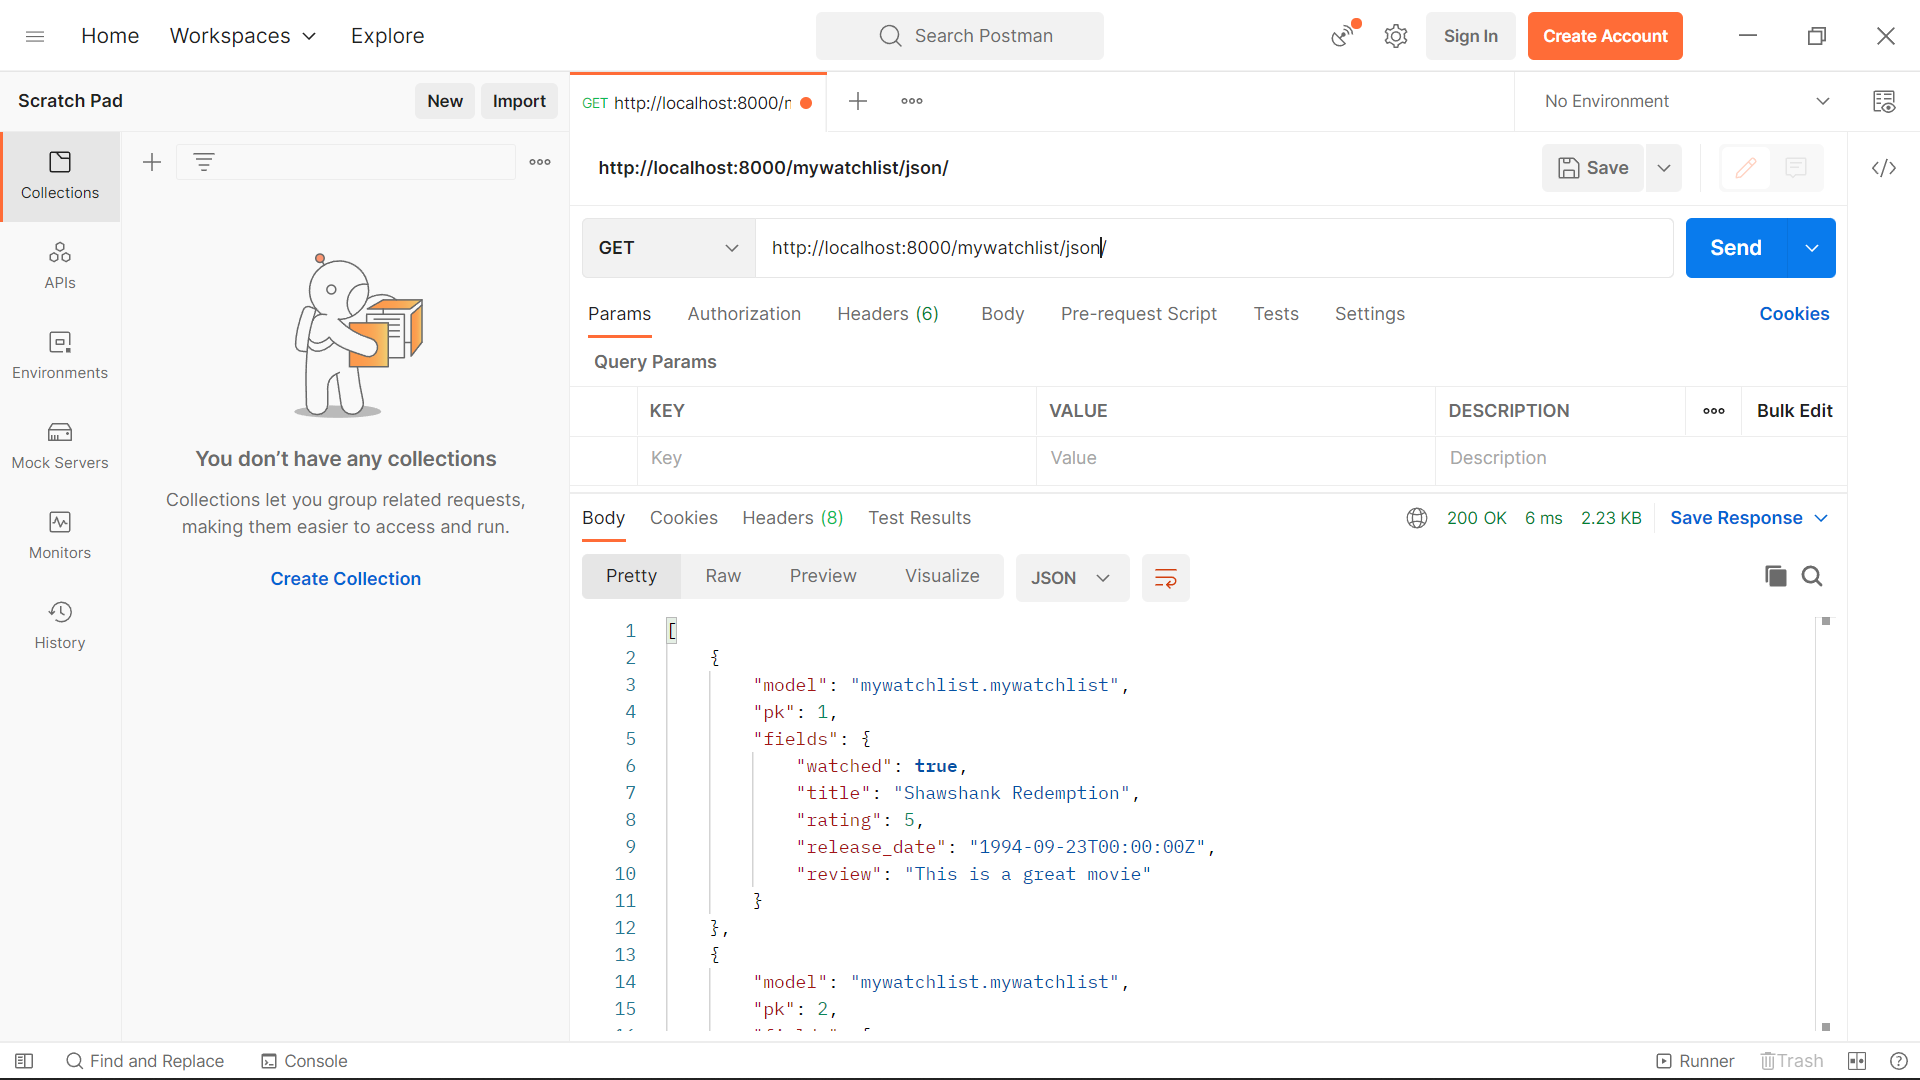 Home Workspaces Explore Search Postman Sign In Create Account
Scratch Pad New Import
GET http://localhost:8000/
No Environment
Collections
APIs
Environments
Mock Servers
Monitors
History
You don’t have any collections
Collections let you group related requests,
making them easier to access and run.
Create Collection
http://localhost:8000/mywatchlist/json/ Save
GET http://localhost:8000/mywatchlist/json/ Send
Params Authorization Headers (6) Body Pre-request Script Tests Settings Cookies
Query Params
KEY VALUE DESCRIPTION Bulk Edit
Key Value Description
Body Cookies Headers (8) Test Results 200 OK 6 ms 2.23 KB Save Response
Pretty Raw Preview Visualize JSON
1 [
2 {
3 "model": "mywatchlist.mywatchlist",
4 "pk": 1,
5 "fields": {
6 "watched": true,
7 "title": "Shawshank Redemption",
8 "rating": 5,
9 "release_date": "1994-09-23T00:00:00Z",
10 "review": "This is a great movie"
11 }
12 },
13 {
14 "model": "mywatchlist.mywatchlist",
15 "pk": 2,
Find and Replace Console Runner Trash